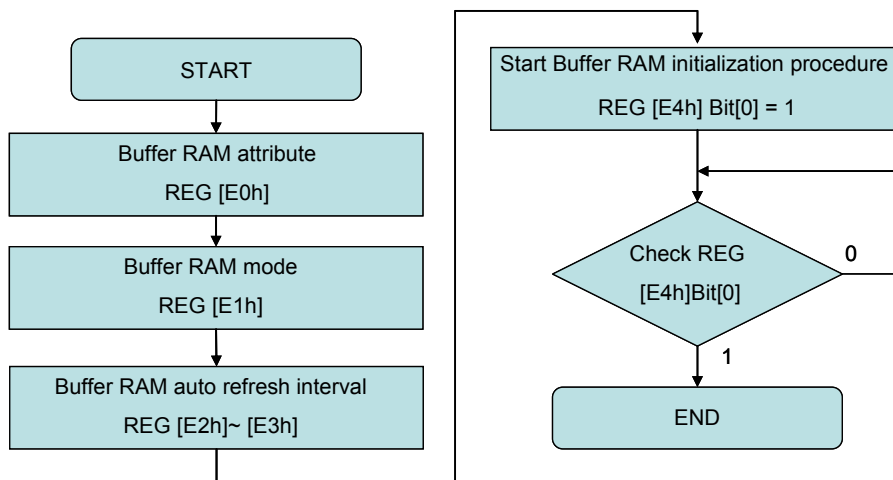 START
Buffer RAM attribute
REG [E0h]
Buffer RAM mode
REG [E1h]
Buffer RAM auto refresh interval
REG [E2h]~ [E3h]
Start Buffer RAM initialization procedure
REG [E4h] Bit[0] = 1
Check REG
[E4h]Bit[0]
0
1
END